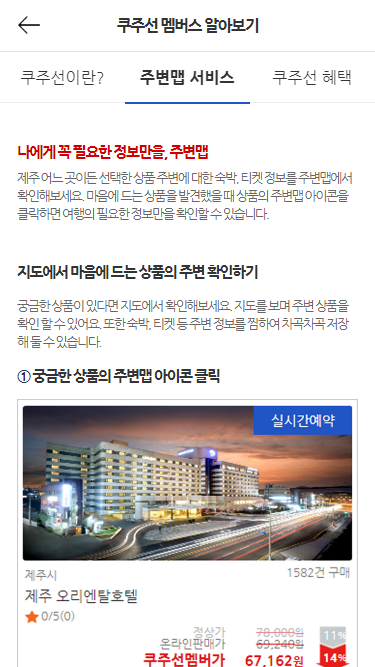 쿠주선 멤버스 알아보기
쿠주선이란?
주변맵 서비스
쿠주선 혜택
나에게 꼭 필요한 정보만을, 주변맵
제주 어느 곳이든 선택한 상품 주변에 대한 숙박, 티켓 정보를 주변맵에서
확인해보세요. 마음에 드는 상품을 발견했을 때 상품의 주변맵 아이콘을
클릭하면 여행의 필요한 정보만을 확인할 수 있습니다.
지도에서 마음에 드는 상품의 주변 확인하기
궁금한 상품이 있다면 지도에서 확인해보세요. 지도를 보며 주변 상품을
확인 할 수 있어요. 또한 숙박, 티켓 등 주변 정보를 찜하여 차곡차곡 저장
해 둘 수 있습니다.
① 궁금한 상품의 주변맵 아이콘 클릭
실시간예약
제주시
1582건 구매
제주 오리엔탈호텔
0/5(0)
정상가 78,000원 11%
온라인판매가 69,240원
쿠주선멤버가 67,162원 14%